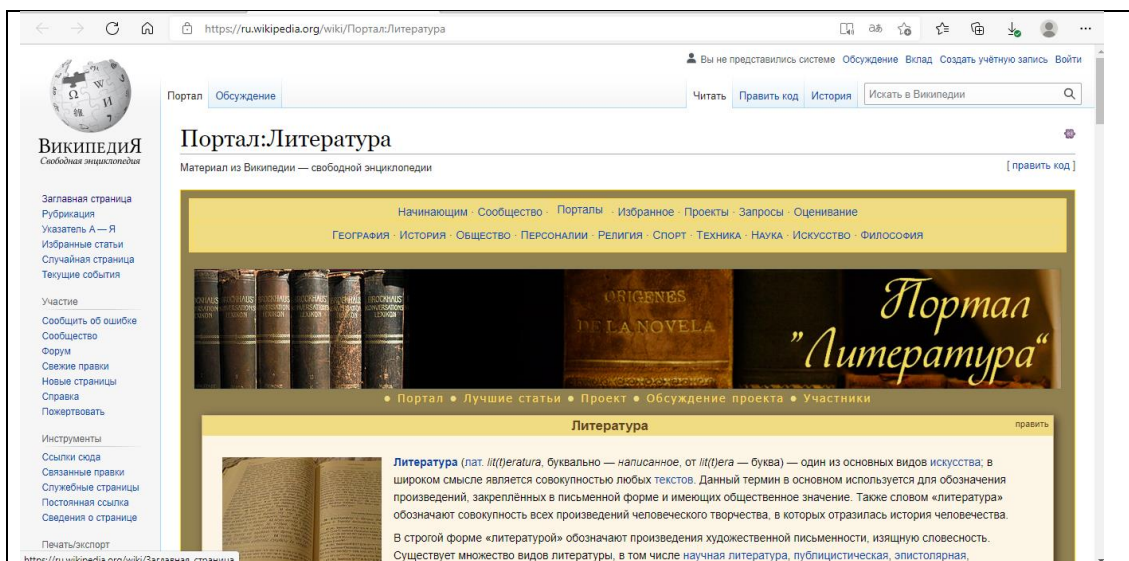 https://ru.wikipedia.org/wiki/Портал:Литература
Вы не представились системе Обсуждение Вклад Создать учётную запись Войти
Портал Обсуждение
Читать Править код История Искать в Википедии
ВикипедиЯ
Свободная энциклопедия
Портал:Литература
Материал из Википедии — свободной энциклопедии
[ править код ]
Заглавная страница
Рубрикация
Указатель А — Я
Избранные статьи
Случайная страница
Текущие события
Участие
Сообщить об ошибке
Сообщество
Форум
Свежие правки
Новые страницы
Справка
Пожертвовать
Инструменты
Ссылки сюда
Связанные правки
Служебные страницы
Постоянная ссылка
Сведения о странице
Печать/экспорт
https://ru.wikipedia.org/wiki/Заглавная_страница
Начинающим · Сообщество · Порталы · Избранное · Проекты · Запросы · Оценивание
География · История · Общество · Персоналии · Религия · Спорт · Техника · Наука · Искусство · Философия
BROCKHAUS
KONVERSATIONS
LEXIKON
ORIGENES
DE LA NOVELA
Портал
"Литература“
● Портал ● Лучшие статьи ● Проект ● Обсуждение проекта ● Участники
Литература
править
Литература (лат. lit(t)eratura, буквально — написанное, от lit(t)era — буква) — один из основных видов искусства; в
широком смысле является совокупностью любых текстов. Данный термин в основном используется для обозначения
произведений, закреплённых в письменной форме и имеющих общественное значение. Также словом «литература»
обозначают совокупность всех произведений человеческого творчества, в которых отразилась история человечества.
В строгой форме «литературой» обозначают произведения художественной письменности, изящную словесность.
Существует множество видов литературы, в том числе научная литература, публицистическая, эпистолярная,